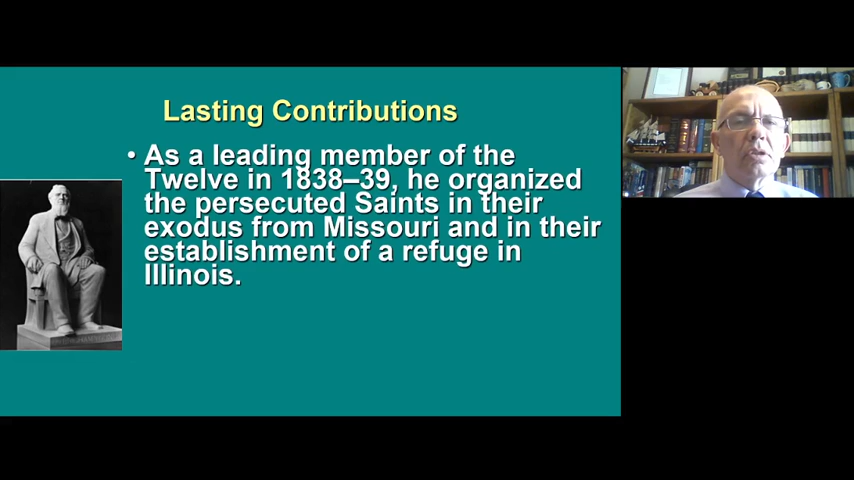 Lasting Contributions
• As a leading member of the
Twelve in 1838–39, he organized
the persecuted Saints in their
exodus from Missouri and in their
establishment of a refuge in
Illinois.